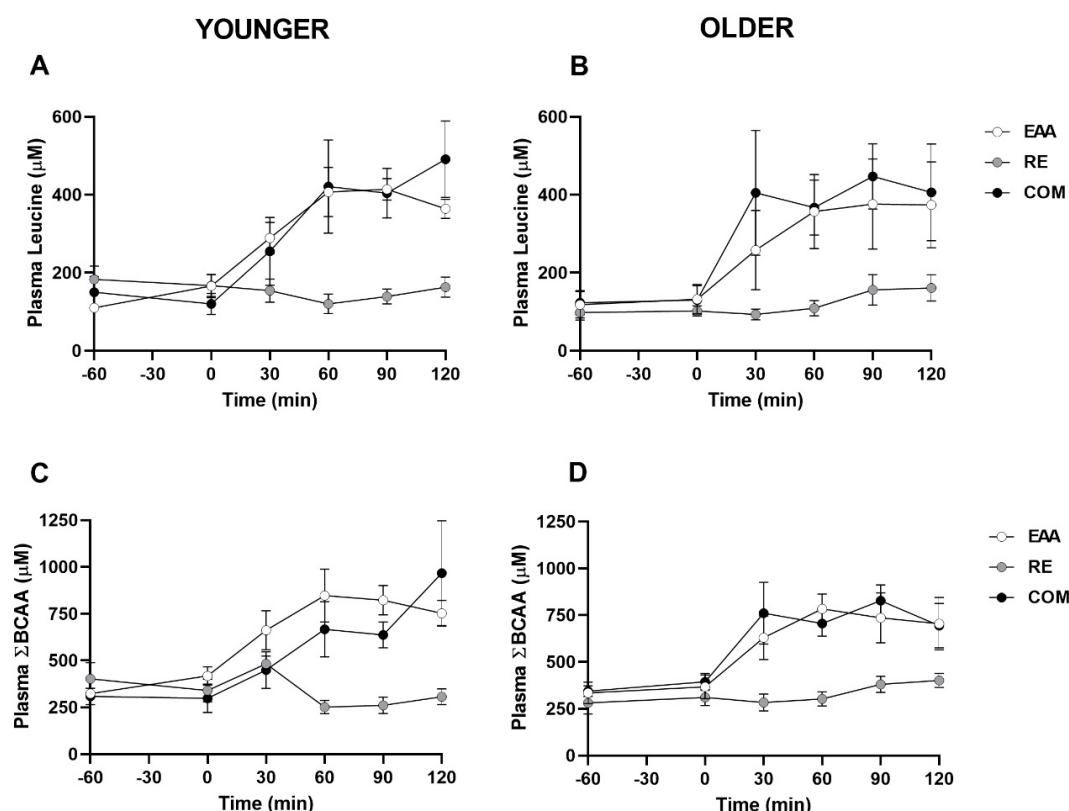 YOUNGER
OLDER
A
B
600
400
200
0
Plasma Leucine (μM)
-60 -30 0 30 60 90 120
Time (min)
600
400
200
0
Plasma Leucine (μM)
-60 -30 0 30 60 90 120
Time (min)
EAA
RE
COM
C
D
1250
1000
750
500
250
0
Plasma ΣBCAA (μM)
-60 -30 0 30 60 90 120
Time (min)
1250
1000
750
500
250
0
Plasma ΣBCAA (μM)
-60 -30 0 30 60 90 120
Time (min)
EAA
RE
COM